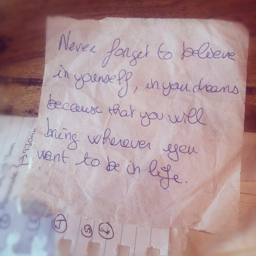 Never forget to believe
in yourself, in you dreams
because that you will
bring wherever you
want to be in life.